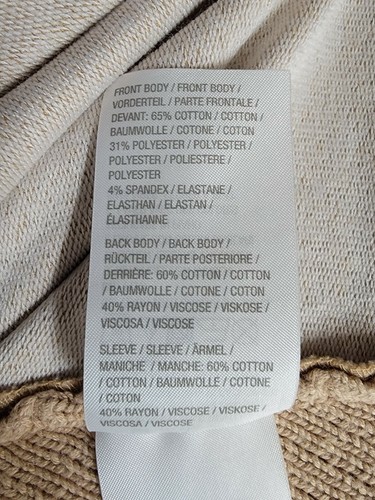 FRONT BODY / FRONT BODY /
VORDERTEIL / PARTE FRONTALE /
DEVANT: 65% COTTON / COTTON /
BAUMWOLLE / COTONE / COTON
31% POLYESTER / POLYESTER /
POLYESTER / POLIESTERE /
POLYESTER
4% SPANDEX / ELASTANE /
ELASTHAN / ELASTAN /
ÉLASTHANNE
BACK BODY / BACK BODY /
RÜCKTEIL / PARTE POSTERIORE /
DERRIÈRE: 60% COTTON / COTTON
/ BAUMWOLLE / COTONE / COTON
40% RAYON / VISCOSE / VISKOSE /
VISCOSA / VISCOSE
SLEEVE / SLEEVE / ÄRMEL /
MANICHE / MANCHE: 60% COTTON
/ COTTON / BAUMWOLLE / COTONE
/ COTON
40% RAYON / VISCOSE / VISKOSE /
VISCOSA / VISCOSE